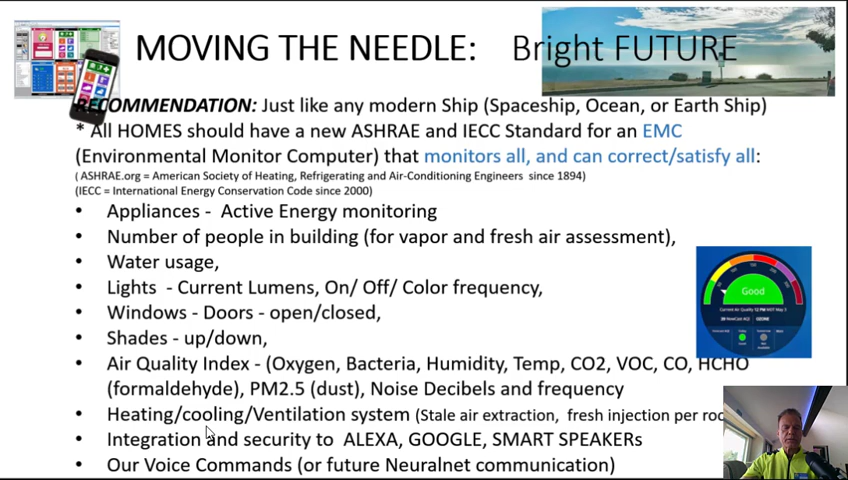 MOVING THE NEEDLE: Bright FUTURE
RECOMMENDATION: Just like any modern Ship (Spaceship, Ocean, or Earth Ship)
* All HOMES should have a new ASHRAE and IECC Standard for an EMC
(Environmental Monitor Computer) that monitors all, and can correct/satisfy all:
( ASHRAE.org = American Society of Heating, Refrigerating and Air-Conditioning Engineers since 1894)
(IECC = International Energy Conservation Code since 2000)
• Appliances - Active Energy monitoring
• Number of people in building (for vapor and fresh air assessment),
• Water usage,
• Lights - Current Lumens, On/ Off/ Color frequency,
• Windows - Doors - open/closed,
• Shades - up/down,
Good
• Air Quality Index - (Oxygen, Bacteria, Humidity, Temp, CO2, VOC, CO, HCHO
(formaldehyde), PM2.5 (dust), Noise Decibels and frequency
• Heating/cooling/Ventilation system (Stale air extraction, fresh injection per
• Integration and security to ALEXA, GOOGLE, SMART SPEAKERs
• Our Voice Commands (or future Neuralnet communication)